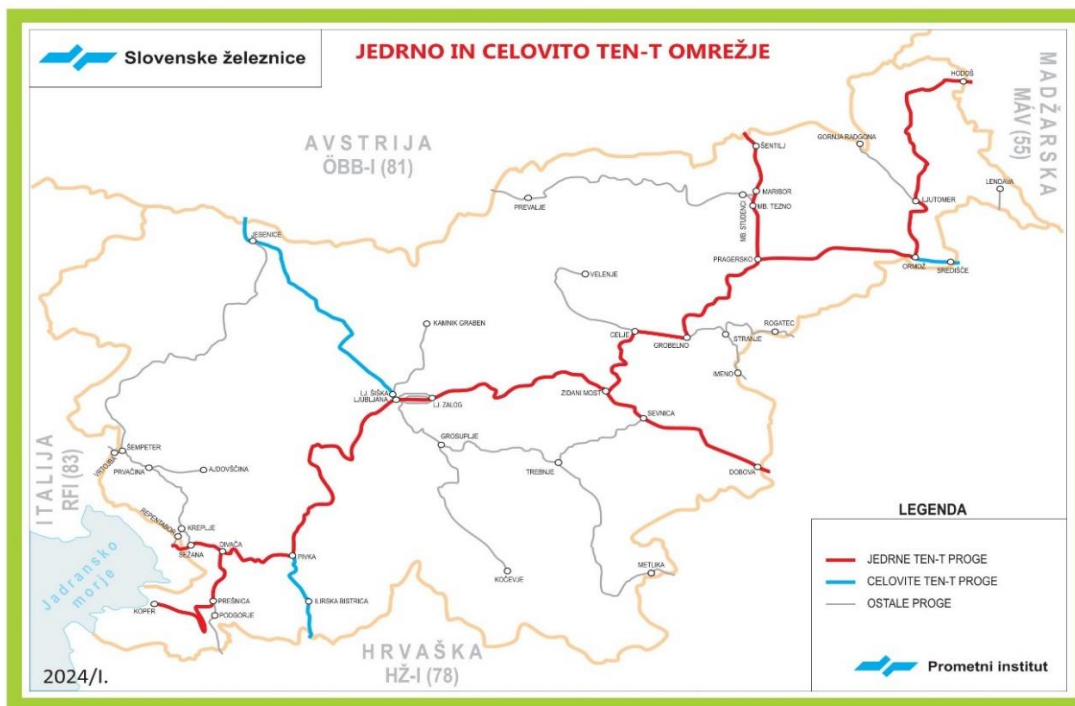 Slovenske železnice
JEDRNO IN CELOVITO TEN-T OMREŽJE
MADŽARSKA
MÁV (55)
AVSTRIJA
ÖBB-I (81)
HODOŠ
GORNJA RADGONA
ŠENTILJ
LENDAVA
PREVALJE
MARIBOR
MB. TEZNO
MB. STUDENCI
LJUTOMER
JESENICE
PRAGERSKO
ORMOŽ
SREDIŠČE
VELENJE
KAMNIK GRABEN
CELJE
GROBELNO
STRANJE
ROGATEC
IMENO
LJ. ŠIŠKA
LJUBLJANA
LJ. ZALOG
ZIDANI MOST
SEVNICA
GROSUPLJE
ITALIJA
RFI (83)
ŠEMPETER
VRTOJBA
PRVAČINA
AJDOVŠČINA
TREBNJE
DOBOVA
REPENTABOR
KREPLJE
SEŽANA
DIVAČA
PIVKA
KOČEVJE
METLIKA
Jadransko
morje
KOPER
PREŠNICA
PODGORJE
ILIRSKA BISTRICA
HRVAŠKA
HŽ-I (78)
LEGENDA
JEDRNE TEN-T PROGE
CELOVITE TEN-T PROGE
OSTALE PROGE
Prometni institut
2024/I.